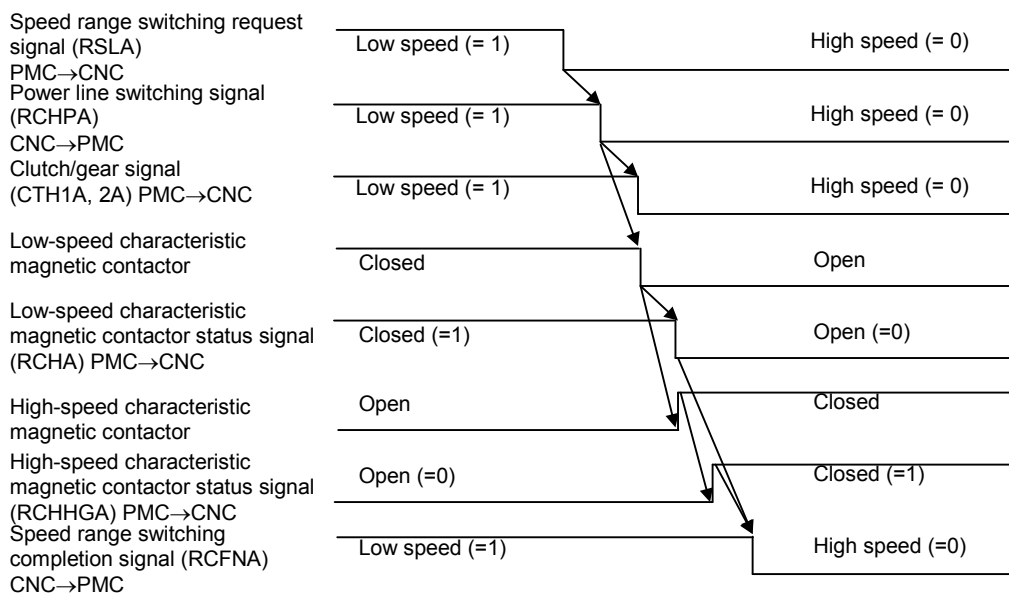 Speed range switching request
signal (RSLA)
PMC→CNC
Low speed (= 1)
High speed (= 0)
Power line switching signal
(RCHPA)
CNC→PMC
Low speed (= 1)
High speed (= 0)
Clutch/gear signal
(CTH1A, 2A) PMC→CNC
Low speed (= 1)
High speed (= 0)
Low-speed characteristic
magnetic contactor
Closed
Open
Low-speed characteristic
magnetic contactor status signal
(RCHA) PMC→CNC
Closed (=1)
Open (=0)
High-speed characteristic
magnetic contactor
Open
Closed
High-speed characteristic
magnetic contactor status signal
(RCHHGA) PMC→CNC
Open (=0)
Closed (=1)
Speed range switching
completion signal (RCFNA)
CNC→PMC
Low speed (=1)
High speed (=0)